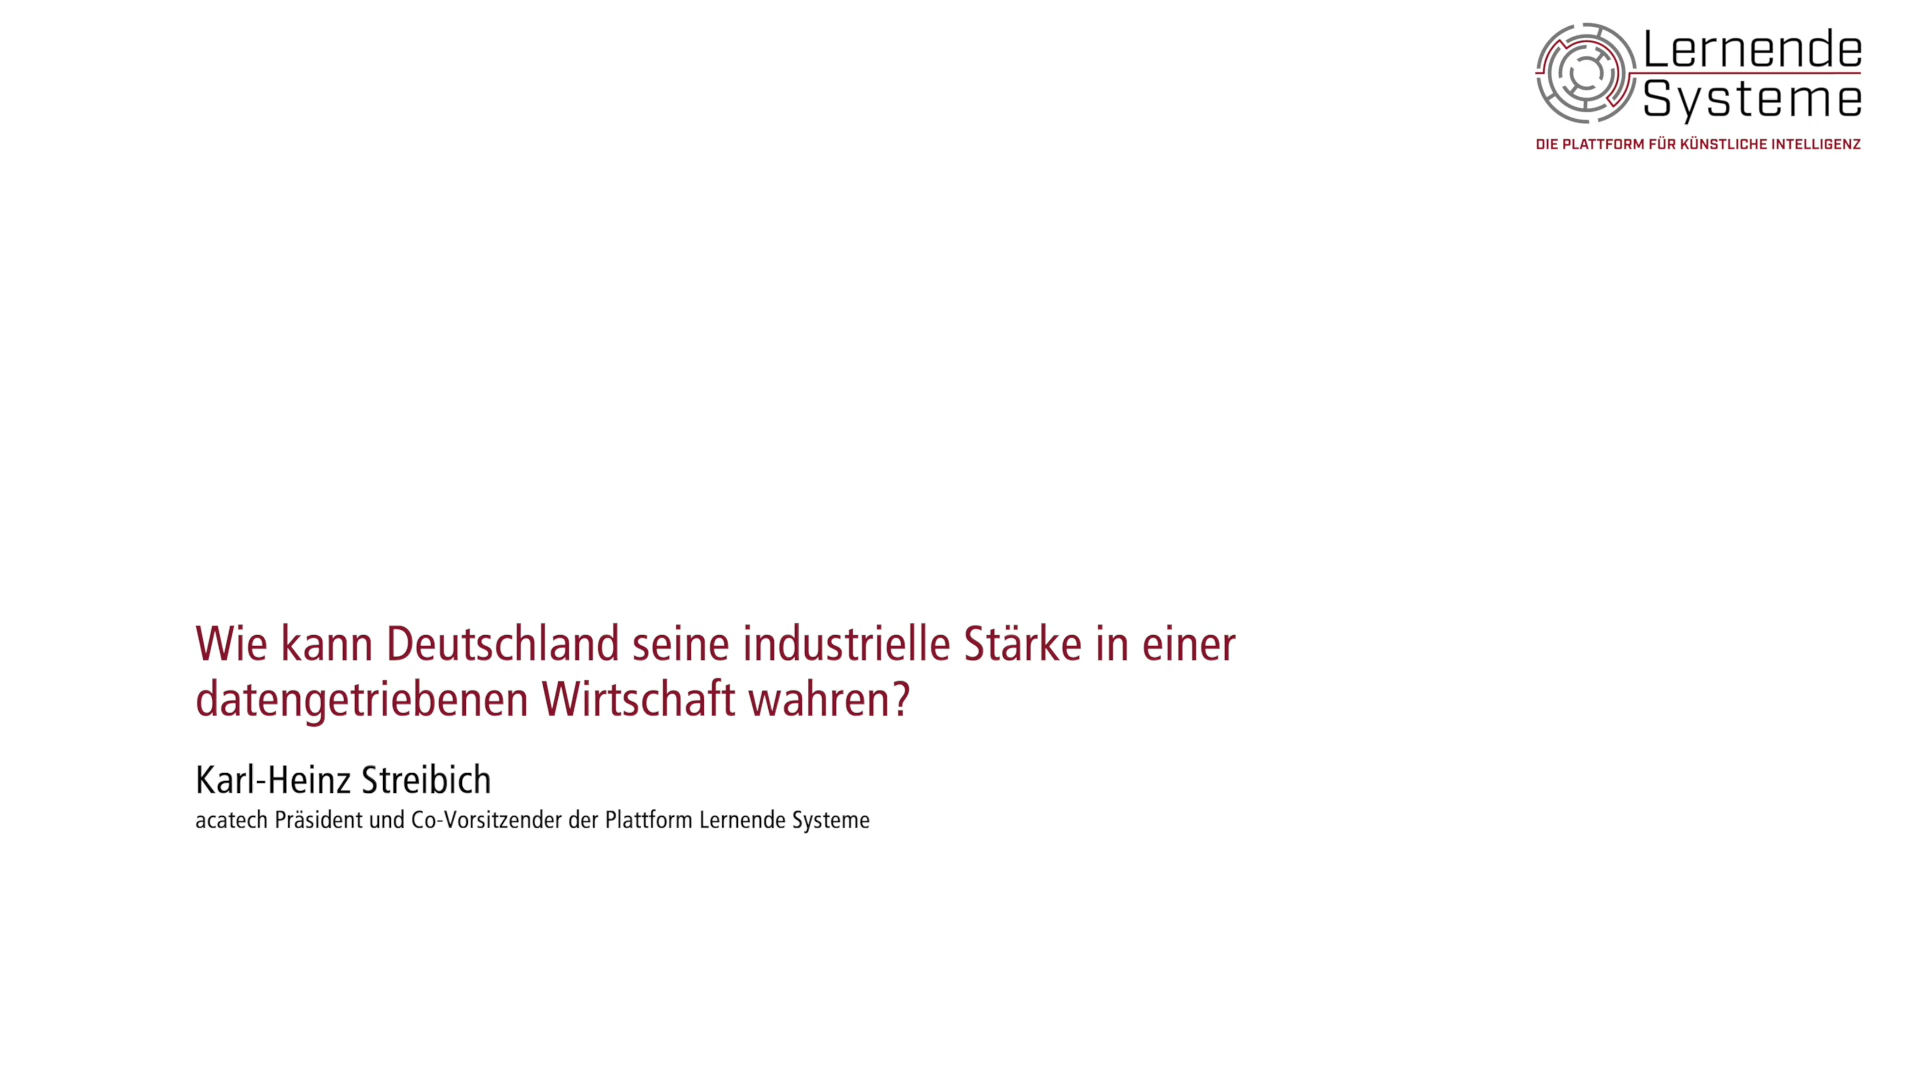 Lernende
Systeme
DIE PLATTFORM FÜR KÜNSTLICHE INTELLIGENZ
Wie kann Deutschland seine industrielle Stärke in einer
datengetriebenen Wirtschaft wahren?
Karl-Heinz Streibich
acatech Präsident und Co-Vorsitzender der Plattform Lernende Systeme